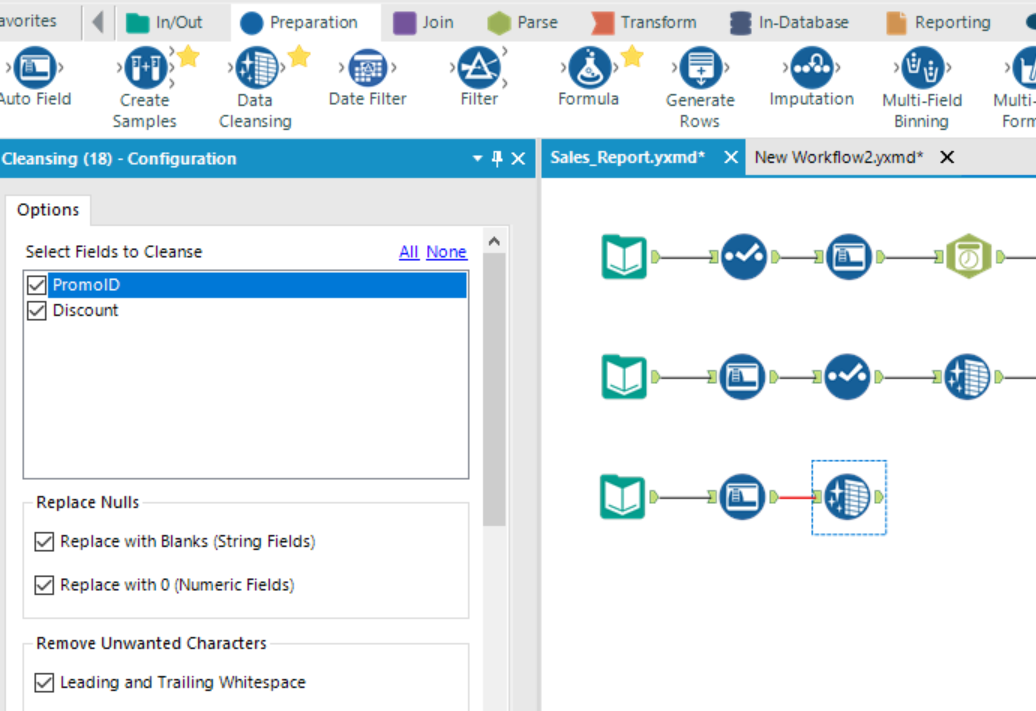 avorites In/Out Preparation Join Parse Transform In-Database Reporting
Auto Field Create Samples Data Cleansing Date Filter Filter Formula Generate Rows Imputation Multi-Field Binning Multi- Form
Cleansing (18) - Configuration
Sales_Report.yxmd* New Workflow2.yxmd*
Options
Select Fields to Cleanse All None
PromoID
Discount
Replace Nulls
Replace with Blanks (String Fields)
Replace with 0 (Numeric Fields)
Remove Unwanted Characters
Leading and Trailing Whitespace